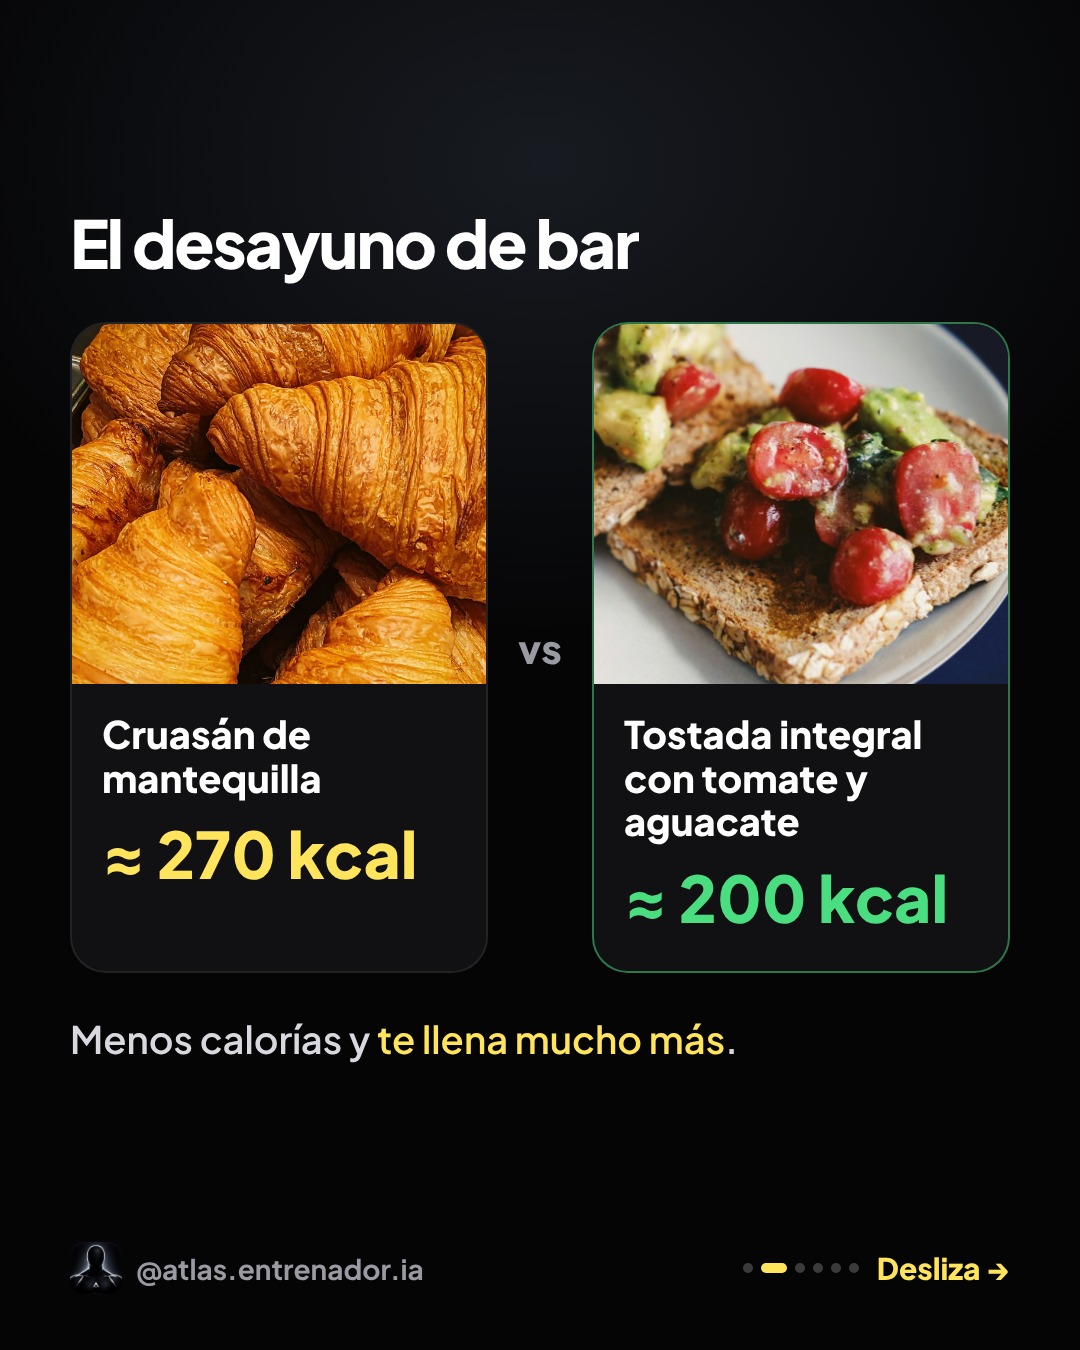 El desayuno de bar
vs
Cruasán de
mantequilla
≈ 270 kcal
Tostada integral
con tomate y
aguacate
≈ 200 kcal
Menos calorías y te llena mucho más.
@atlas.entrenador.ia
Desliza →